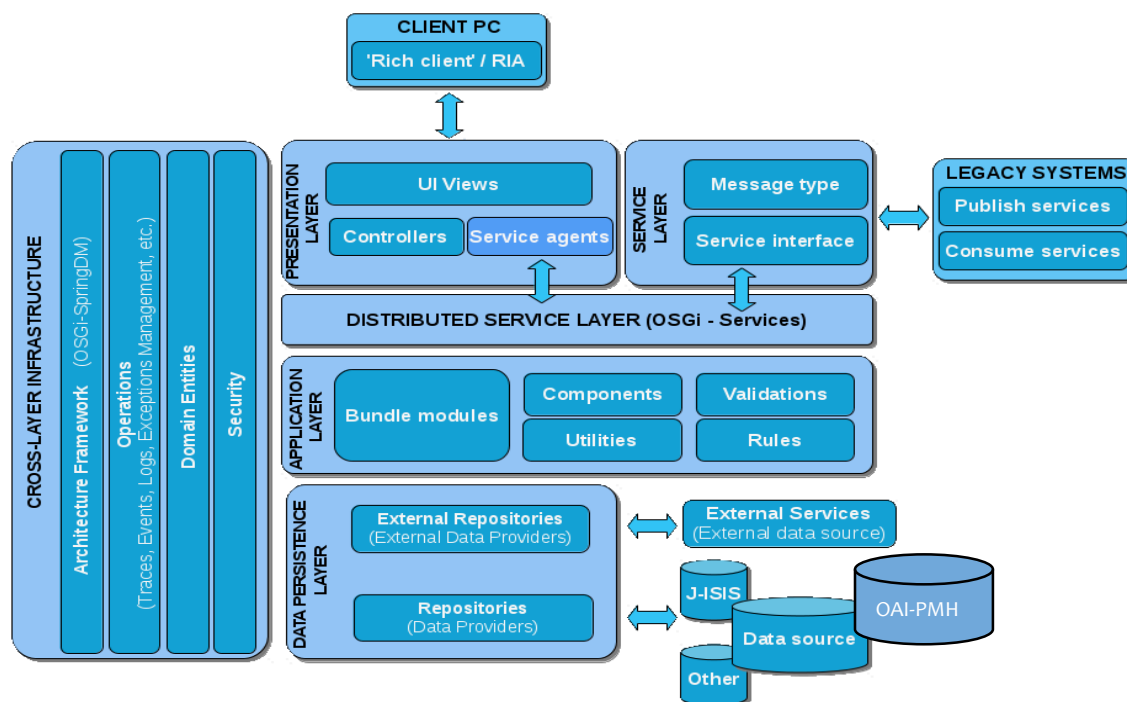 CLIENT PC
'Rich client' / RIA
CROSS-LAYER INFRASTRUCTURE
Architecture Framework (OSGi-SpringDM)
Operations
(Traces, Events, Logs, Exceptions Management, etc.)
Domain Entities
Security
PRESENTATION
LAYER
UI Views
Controllers
Service agents
SERVICE
LAYER
Message type
Service interface
LEGACY SYSTEMS
Publish services
Consume services
DISTRIBUTED SERVICE LAYER (OSGi - Services)
APPLICATION
LAYER
Bundle modules
Components
Validations
Utilities
Rules
DATA PERSISTENCE
LAYER
External Repositories
(External Data Providers)
External Services
(External data source)
Repositories
(Data Providers)
J-ISIS
Data source
OAI-PMH
Other